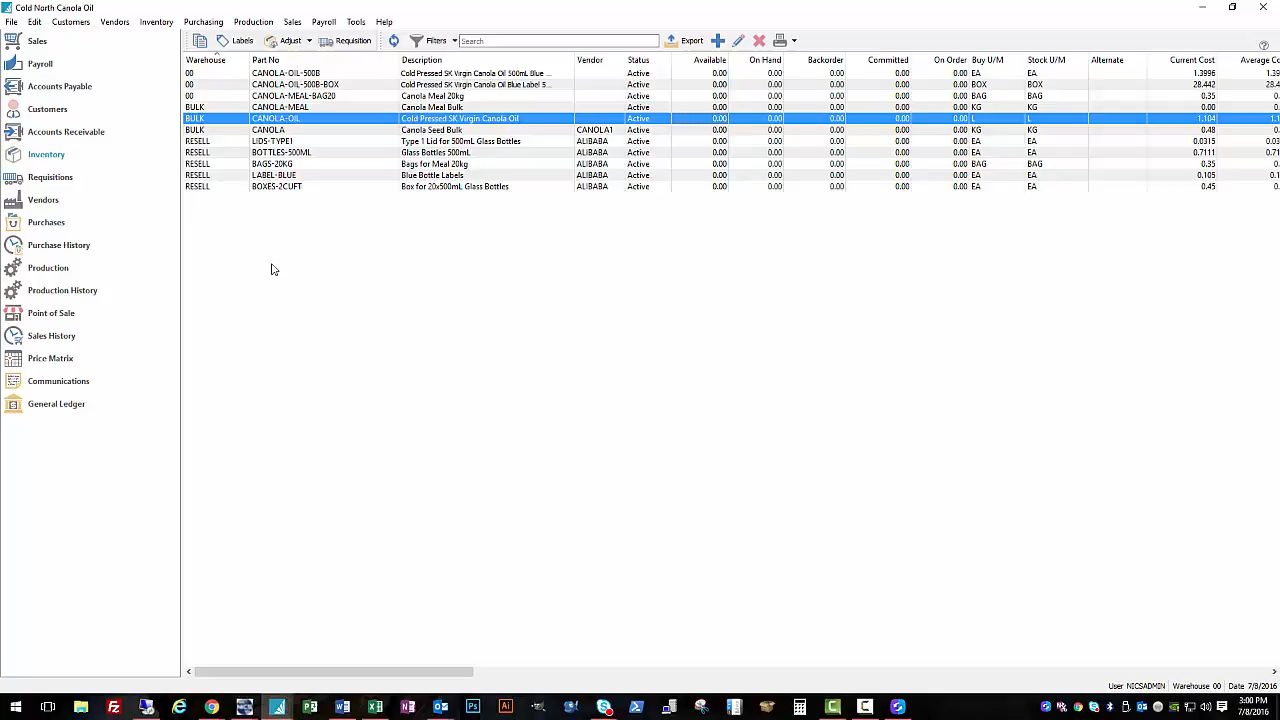 Cold North Canola Oil
File Edit Customers Vendors Inventory Purchasing Production Sales Payroll Tools Help
Labels Adjust Requisition Filters Search Export
Sales
Payroll
Accounts Payable
Customers
Accounts Receivable
Inventory
Requisitions
Vendors
Purchases
Purchase History
Production
Production History
Point of Sale
Sales History
Price Matrix
Communications
General Ledger
Warehouse Part No Description Vendor Status Available On Hand Backorder Committed On Order Buy U/M Stock U/M Alternate Current Cost Average Co
00 CANOLA-OIL-500B Cold Pressed SK Virgin Canola Oil 500mL Blue ... Active 0.00 0.00 0.00 0.00 0.00 EA EA 1.3996 1.39
00 CANOLA-OIL-500B-BOX Cold Pressed SK Virgin Canola Oil Blue Label 5... Active 0.00 0.00 0.00 0.00 0.00 BOX BOX 28.442 28.4
00 CANOLA-MEAL-BAG20 Canola Meal 20kg Active 0.00 0.00 0.00 0.00 0.00 BAG BAG 0.35 0.
BULK CANOLA-MEAL Canola Meal Bulk Active 0.00 0.00 0.00 0.00 0.00 KG KG 0.00 0.
BULK CANOLA-OIL Cold Pressed SK Virgin Canola Oil Active 0.00 0.00 0.00 0.00 0.00 L L 1.104 1.1
BULK CANOLA Canola Seed Bulk CANOLA1 Active 0.00 0.00 0.00 0.00 0.00 KG KG 0.48 0.
RESELL LIDS-TYPE1 Type 1 Lid for 500mL Glass Bottles ALIBABA Active 0.00 0.00 0.00 0.00 0.00 EA EA 0.0315 0.03
RESELL BOTTLES-500ML Glass Bottles 500mL ALIBABA Active 0.00 0.00 0.00 0.00 0.00 EA EA 0.7111 0.71
RESELL BAGS-20KG Bags for Meal 20kg ALIBABA Active 0.00 0.00 0.00 0.00 0.00 BAG BAG 0.35 0.
RESELL LABEL-BLUE Blue Bottle Labels ALIBABA Active 0.00 0.00 0.00 0.00 0.00 EA EA 0.105 0.1
RESELL BOXES-2CUFT Box for 20x500mL Glass Bottles ALIBABA Active 0.00 0.00 0.00 0.00 0.00 EA EA 0.45 0.
User NICSADMIN Warehouse 00 Date 7/8/2016
3:00 PM
7/8/2016